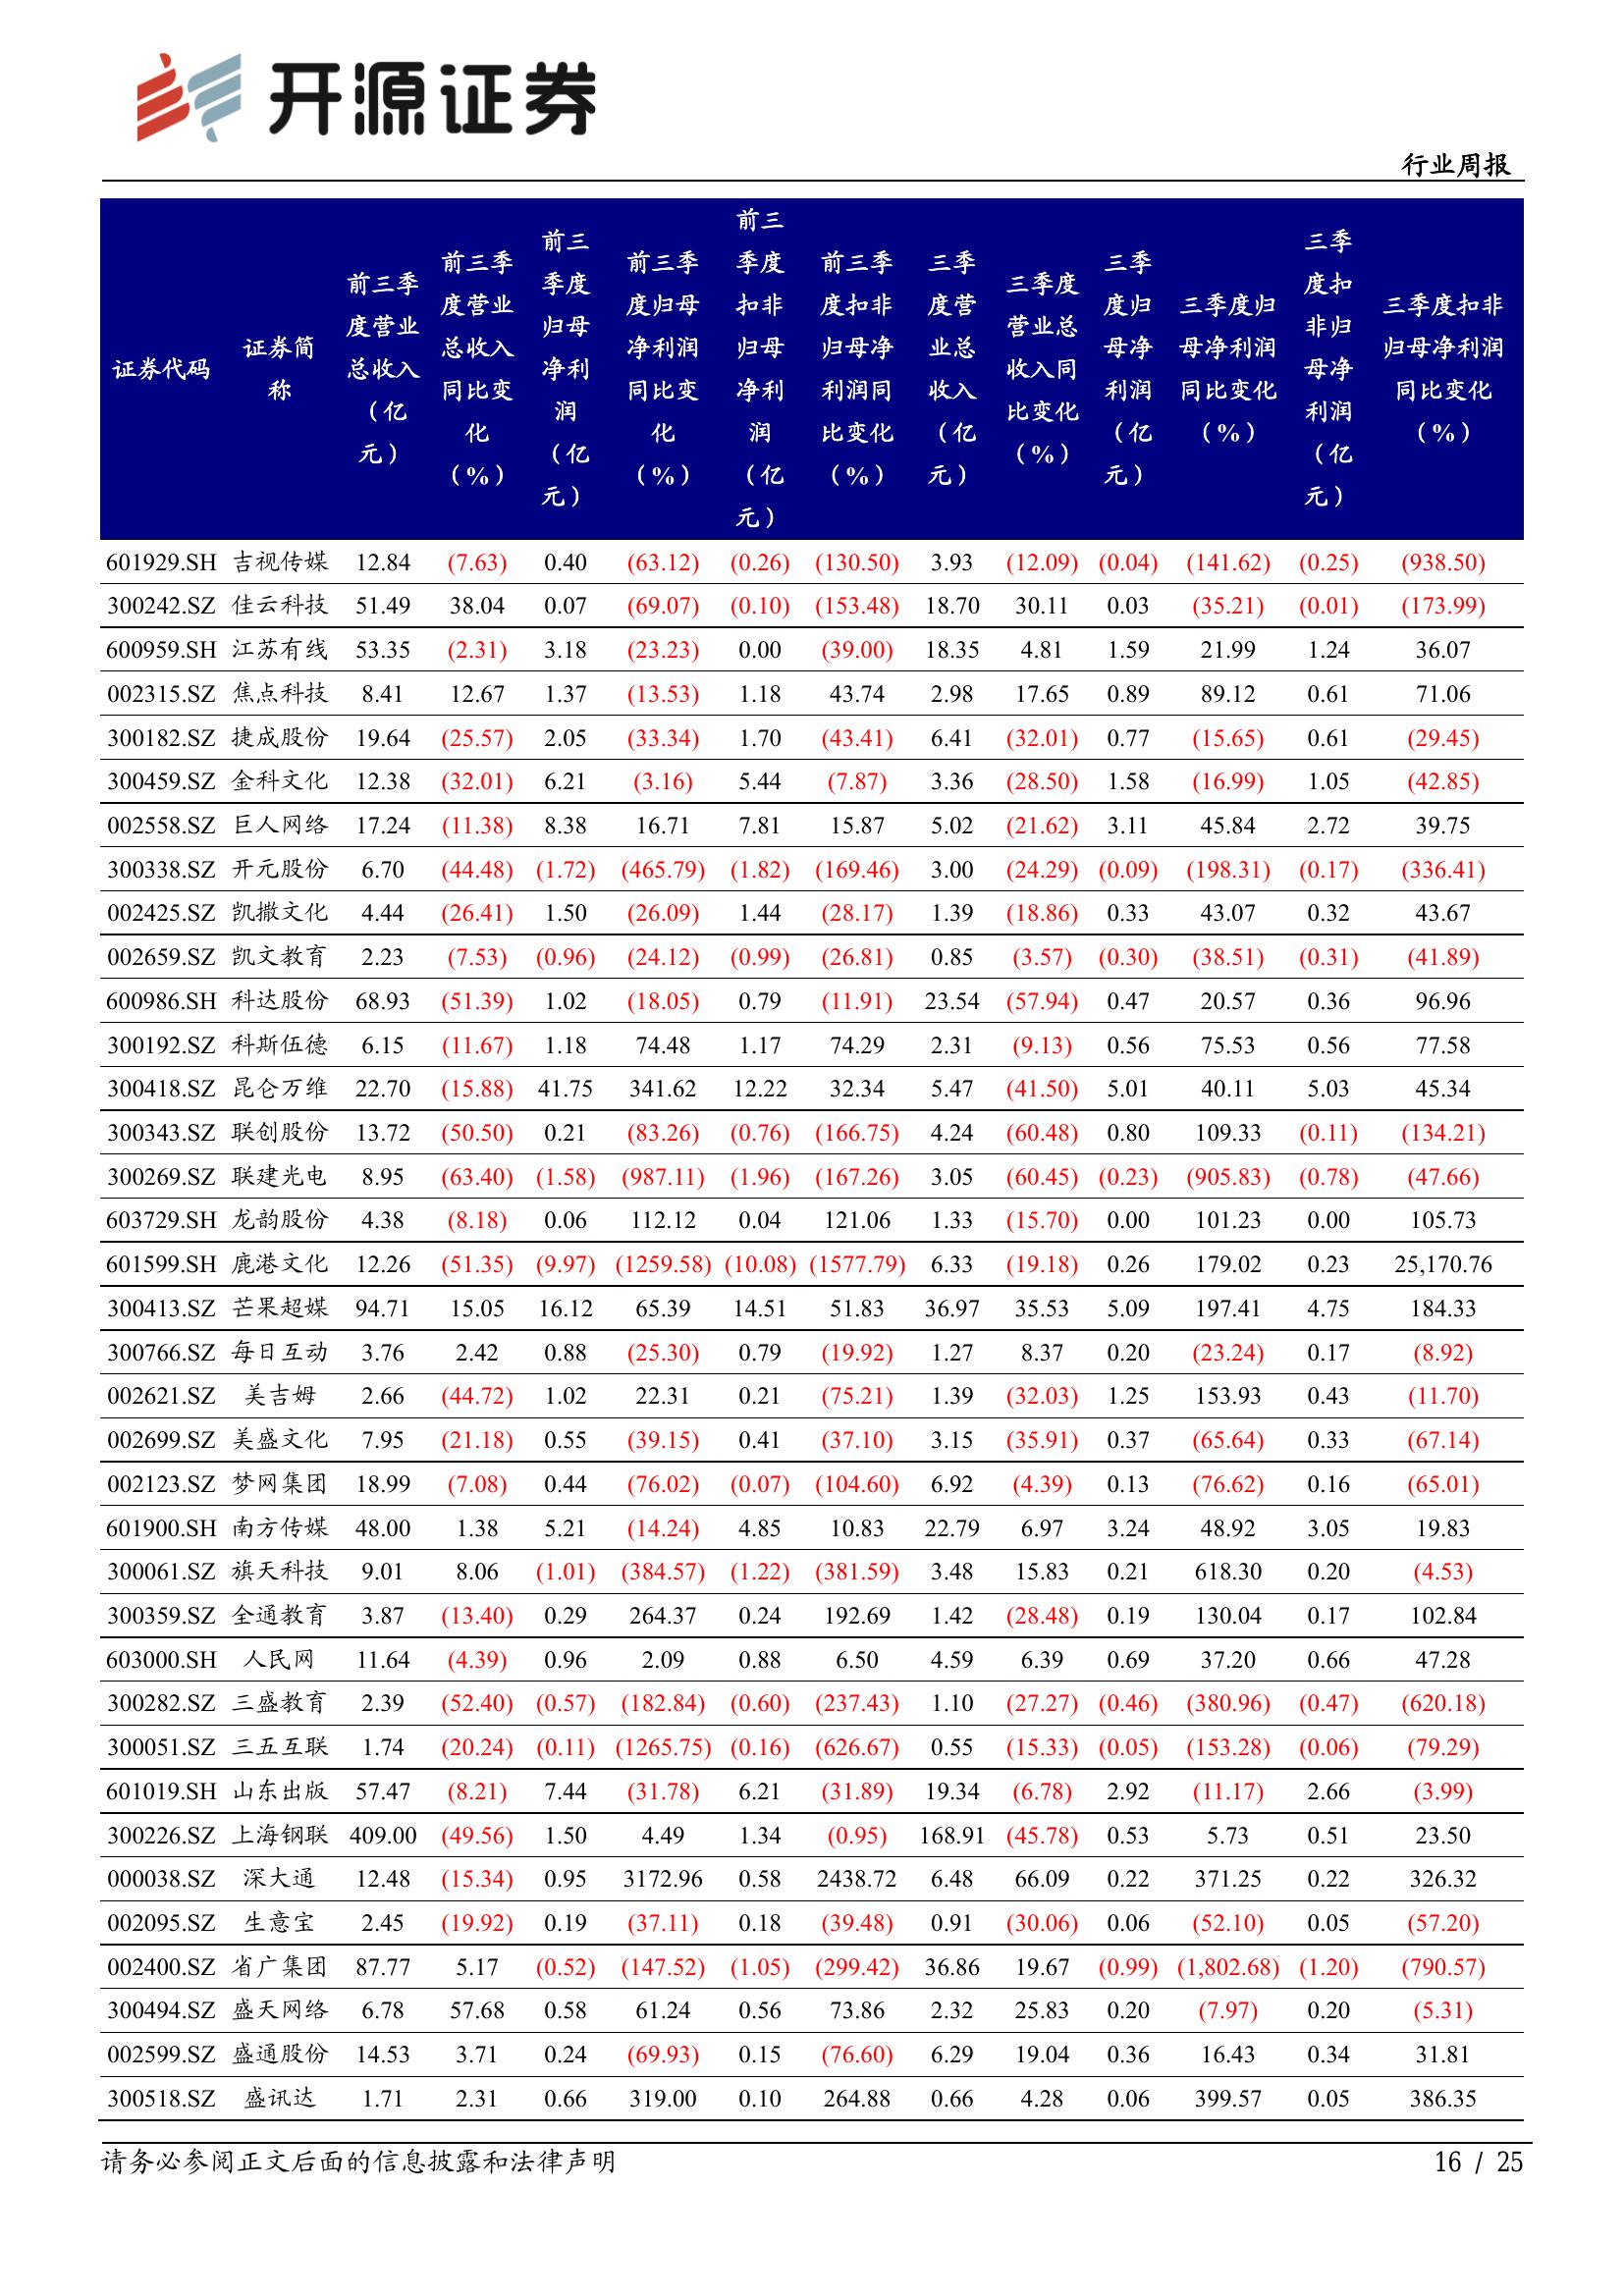 开源证券
行业周报
证券代码 证券简称 前三季度营业总收入（亿元） 前三季度营业总收入同比变化（%） 前三季度归母净利润（亿元） 前三季度归母净利润同比变化（%） 前三季度扣非归母净利润（亿元） 前三季度扣非归母净利润同比变化（%） 三季度营业总收入（亿元） 三季度营业总收入同比变化（%） 三季度归母净利润（亿元） 三季度归母净利润同比变化（%） 三季度扣非归母净利润（亿元） 三季度扣非归母净利润同比变化（%）
601929.SH 吉视传媒 12.84 (7.63) 0.40 (63.12) (0.26) (130.50) 3.93 (12.09) (0.04) (141.62) (0.25) (938.50)
300242.SZ 佳云科技 51.49 38.04 0.07 (69.07) (0.10) (153.48) 18.70 30.11 0.03 (35.21) (0.01) (173.99)
600959.SH 江苏有线 53.35 (2.31) 3.18 (23.23) 0.00 (39.00) 18.35 4.81 1.59 21.99 1.24 36.07
002315.SZ 焦点科技 8.41 12.67 1.37 (13.53) 1.18 43.74 2.98 17.65 0.89 89.12 0.61 71.06
300182.SZ 捷成股份 19.64 (25.57) 2.05 (33.34) 1.70 (43.41) 6.41 (32.01) 0.77 (15.65) 0.61 (29.45)
300459.SZ 金科文化 12.38 (32.01) 6.21 (3.16) 5.44 (7.87) 3.36 (28.50) 1.58 (16.99) 1.05 (42.85)
002558.SZ 巨人网络 17.24 (11.38) 8.38 16.71 7.81 15.87 5.02 (21.62) 3.11 45.84 2.72 39.75
300338.SZ 开元股份 6.70 (44.48) (1.72) (465.79) (1.82) (169.46) 3.00 (24.29) (0.09) (198.31) (0.17) (336.41)
002425.SZ 凯撒文化 4.44 (26.41) 1.50 (26.09) 1.44 (28.17) 1.39 (18.86) 0.33 43.07 0.32 43.67
002659.SZ 凯文教育 2.23 (7.53) (0.96) (24.12) (0.99) (26.81) 0.85 (3.57) (0.30) (38.51) (0.31) (41.89)
600986.SH 科达股份 68.93 (51.39) 1.02 (18.05) 0.79 (11.91) 23.54 (57.94) 0.47 20.57 0.36 96.96
300192.SZ 科斯伍德 6.15 (11.67) 1.18 74.48 1.17 74.29 2.31 (9.13) 0.56 75.53 0.56 77.58
300418.SZ 昆仑万维 22.70 (15.88) 41.75 341.62 12.22 32.34 5.47 (41.50) 5.01 40.11 5.03 45.34
300343.SZ 联创股份 13.72 (50.50) 0.21 (83.26) (0.76) (166.75) 4.24 (60.48) 0.80 109.33 (0.11) (134.21)
300269.SZ 联建光电 8.95 (63.40) (1.58) (987.11) (1.96) (167.26) 3.05 (60.45) (0.23) (905.83) (0.78) (47.66)
603729.SH 龙韵股份 4.38 (8.18) 0.06 112.12 0.04 121.06 1.33 (15.70) 0.00 101.23 0.00 105.73
601599.SH 鹿港文化 12.26 (51.35) (9.97) (1259.58) (10.08) (1577.79) 6.33 (19.18) 0.26 179.02 0.23 25,170.76
300413.SZ 芒果超媒 94.71 15.05 16.12 65.39 14.51 51.83 36.97 35.53 5.09 197.41 4.75 184.33
300766.SZ 每日互动 3.76 2.42 0.88 (25.30) 0.79 (19.92) 1.27 8.37 0.20 (23.24) 0.17 (8.92)
002621.SZ 美吉姆 2.66 (44.72) 1.02 22.31 0.21 (75.21) 1.39 (32.03) 1.25 153.93 0.43 (11.70)
002699.SZ 美盛文化 7.95 (21.18) 0.55 (39.15) 0.41 (37.10) 3.15 (35.91) 0.37 (65.64) 0.33 (67.14)
002123.SZ 梦网集团 18.99 (7.08) 0.44 (76.02) (0.07) (104.60) 6.92 (4.39) 0.13 (76.62) 0.16 (65.01)
601900.SH 南方传媒 48.00 1.38 5.21 (14.24) 4.85 10.83 22.79 6.97 3.24 48.92 3.05 19.83
300061.SZ 旗天科技 9.01 8.06 (1.01) (384.57) (1.22) (381.59) 3.48 15.83 0.21 618.30 0.20 (4.53)
300359.SZ 全通教育 3.87 (13.40) 0.29 264.37 0.24 192.69 1.42 (28.48) 0.19 130.04 0.17 102.84
603000.SH 人民网 11.64 (4.39) 0.96 2.09 0.88 6.50 4.59 6.39 0.69 37.20 0.66 47.28
300282.SZ 三盛教育 2.39 (52.40) (0.57) (182.84) (0.60) (237.43) 1.10 (27.27) (0.46) (380.96) (0.47) (620.18)
300051.SZ 三五互联 1.74 (20.24) (0.11) (1265.75) (0.16) (626.67) 0.55 (15.33) (0.05) (153.28) (0.06) (79.29)
601019.SH 山东出版 57.47 (8.21) 7.44 (31.78) 6.21 (31.89) 19.34 (6.78) 2.92 (11.17) 2.66 (3.99)
300226.SZ 上海钢联 409.00 (49.56) 1.50 4.49 1.34 (0.95) 168.91 (45.78) 0.53 5.73 0.51 23.50
000038.SZ 深大通 12.48 (15.34) 0.95 3172.96 0.58 2438.72 6.48 66.09 0.22 371.25 0.22 326.32
002095.SZ 生意宝 2.45 (19.92) 0.19 (37.11) 0.18 (39.48) 0.91 (30.06) 0.06 (52.10) 0.05 (57.20)
002400.SZ 省广集团 87.77 5.17 (0.52) (147.52) (1.05) (299.42) 36.86 19.67 (0.99) (1,802.68) (1.20) (790.57)
300494.SZ 盛天网络 6.78 57.68 0.58 61.24 0.56 73.86 2.32 25.83 0.20 (7.97) 0.20 (5.31)
002599.SZ 盛通股份 14.53 3.71 0.24 (69.93) 0.15 (76.60) 6.29 19.04 0.36 16.43 0.34 31.81
300518.SZ 盛讯达 1.71 2.31 0.66 319.00 0.10 264.88 0.66 4.28 0.06 399.57 0.05 386.35
请务必参阅正文后面的信息披露和法律声明 16 / 25